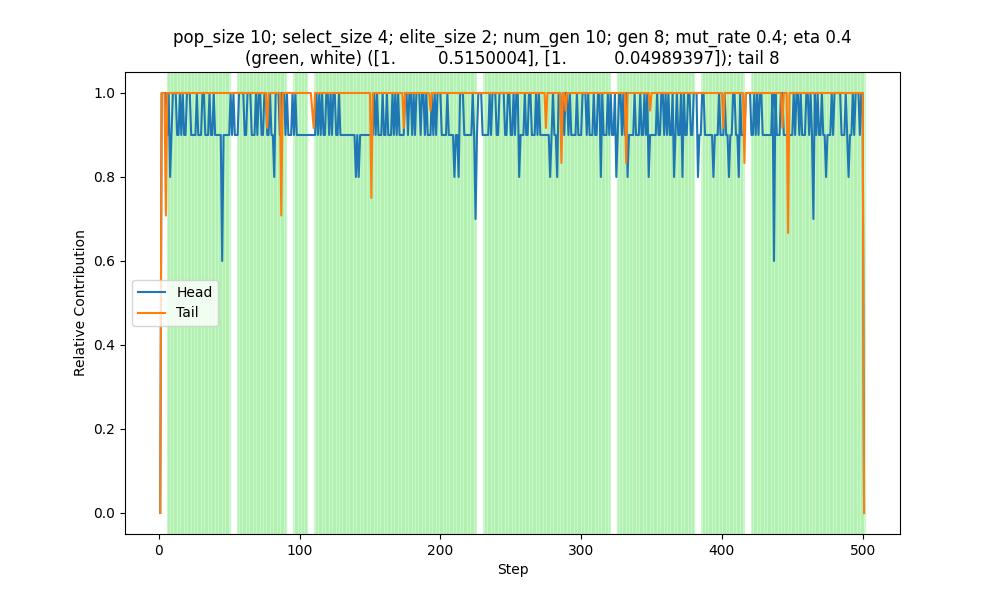 pop_size 10; select_size 4; elite_size 2; num_gen 10; gen 8; mut_rate 0.4; eta 0.4
(green, white) ([1.         0.5150004], [1.          0.04989397]); tail 8
1.0
0.8
0.6
0.4
0.2
0.0
Relative Contribution
Head
Tail
0
100
200
300
400
500
Step